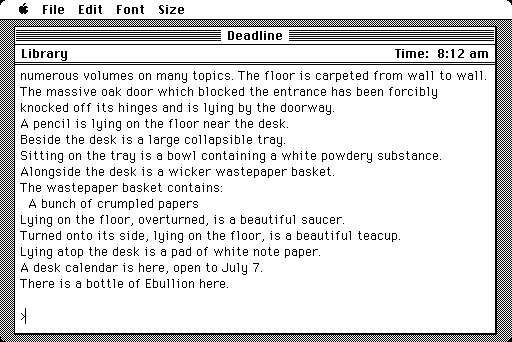 File Edit Font Size
Deadline
Library Time: 8:12 am
numerous volumes on many topics. The floor is carpeted from wall to wall.
The massive oak door which blocked the entrance has been forcibly
knocked off its hinges and is lying by the doorway.
A pencil is lying on the floor near the desk.
Beside the desk is a large collapsible tray.
Sitting on the tray is a bowl containing a white powdery substance.
Alongside the desk is a wicker wastepaper basket.
The wastepaper basket contains:
A bunch of crumpled papers
Lying on the floor, overturned, is a beautiful saucer.
Turned onto its side, lying on the floor, is a beautiful teacup.
Lying atop the desk is a pad of white note paper.
A desk calendar is here, open to July 7.
There is a bottle of Ebullion here.
>